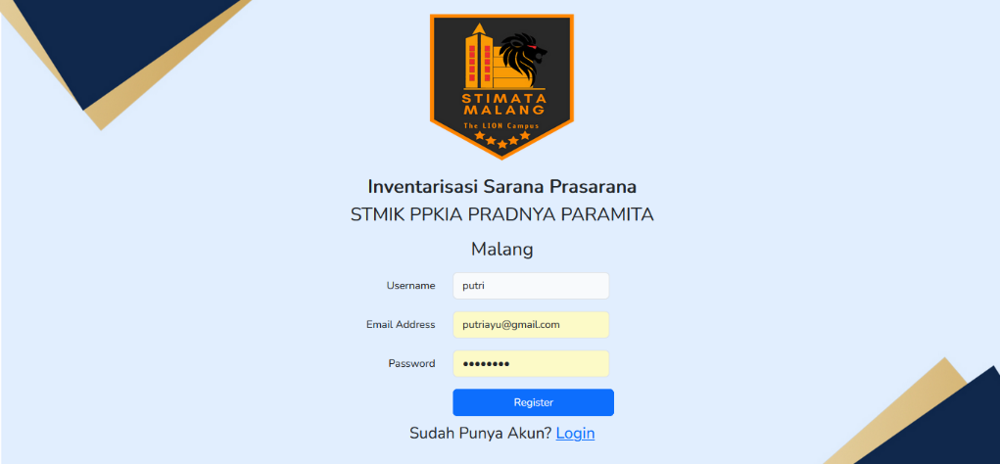 STIMATA
MALANG
The LION Campus
Inventarisasi Sarana Prasarana
STMIK PPKIA PRADNYA PARAMITA
Malang
Username putri
Email Address putriayu@gmail.com
Password ••••••••
Register
Sudah Punya Akun? Login